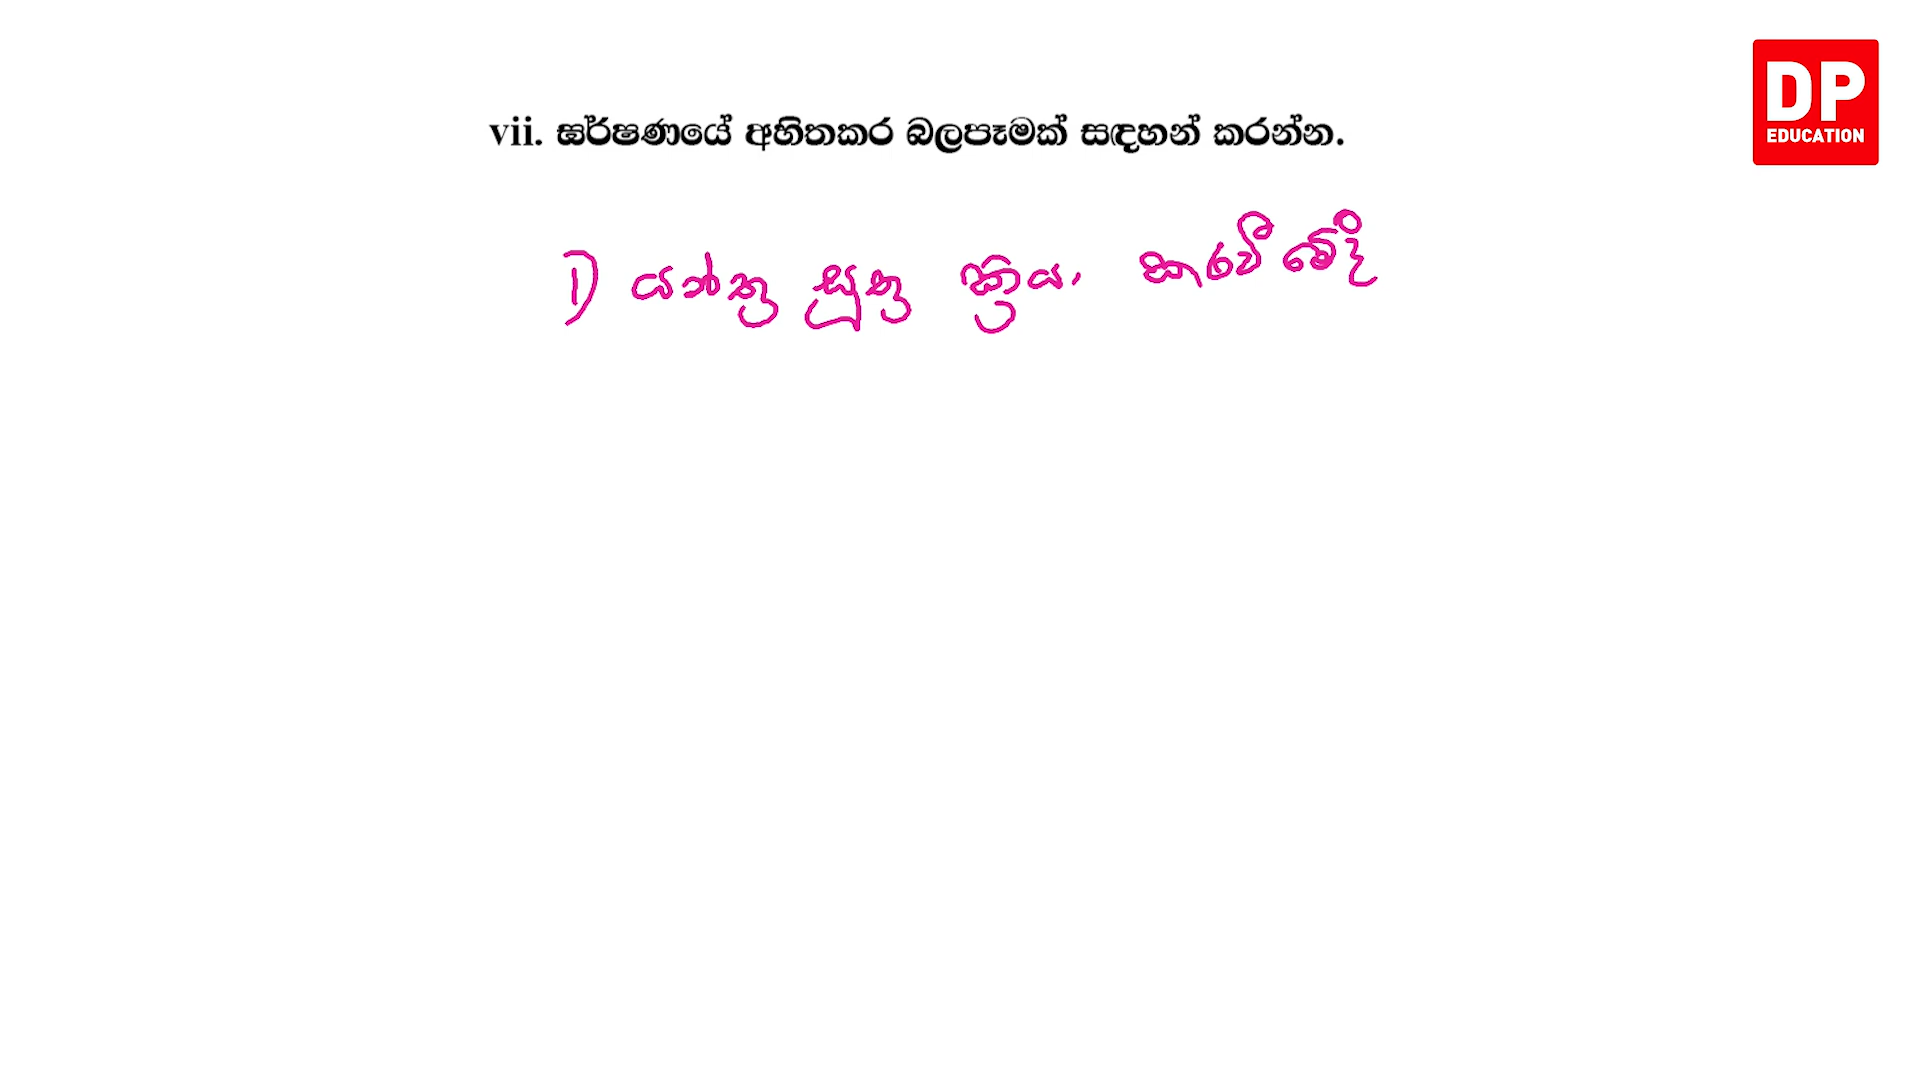 DP
EDUCATION
vii. ඝර්ෂණයේ අහිතකර බලපෑමක් සඳහන් කරන්න.
1) යන්ත්‍ර සූත්‍ර ක්‍රියා කරවීමේදී